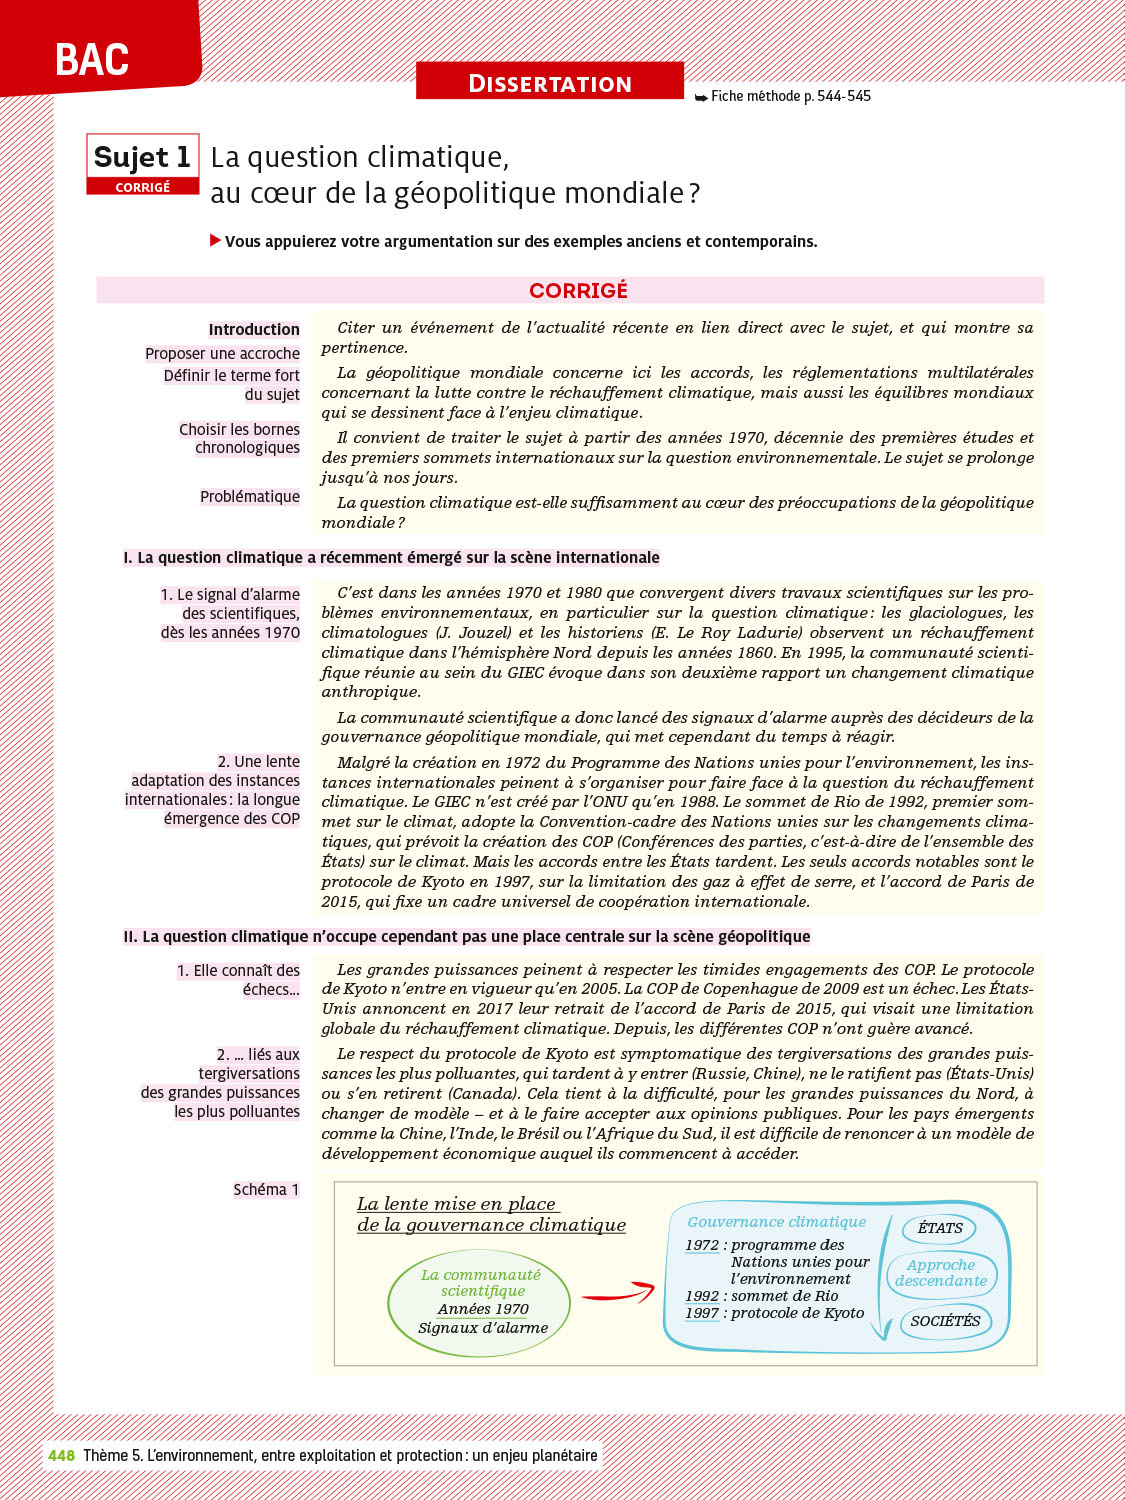 BAC
DISSERTATION
➥ Fiche méthode p. 544-545
Sujet 1
CORRIGÉ
La question climatique,
au cœur de la géopolitique mondiale ?
▶ Vous appuierez votre argumentation sur des exemples anciens et contemporains.
CORRIGÉ
Introduction
Proposer une accroche
Définir le terme fort
du sujet
Choisir les bornes
chronologiques
Problématique
Citer un événement de l'actualité récente en lien direct avec le sujet, et qui montre sa
pertinence.
La géopolitique mondiale concerne ici les accords, les réglementations multilatérales
concernant la lutte contre le réchauffement climatique, mais aussi les équilibres mondiaux
qui se dessinent face à l'enjeu climatique.
Il convient de traiter le sujet à partir des années 1970, décennie des premières études et
des premiers sommets internationaux sur la question environnementale. Le sujet se prolonge
jusqu'à nos jours.
La question climatique est-elle suffisamment au cœur des préoccupations de la géopolitique
mondiale ?
I. La question climatique a récemment émergé sur la scène internationale
1. Le signal d'alarme
des scientifiques,
dès les années 1970
C'est dans les années 1970 et 1980 que convergent divers travaux scientifiques sur les pro-
blèmes environnementaux, en particulier sur la question climatique : les glaciologues, les
climatologues (J. Jouzel) et les historiens (E. Le Roy Ladurie) observent un réchauffement
climatique dans l'hémisphère Nord depuis les années 1860. En 1995, la communauté scienti-
fique réunie au sein du GIEC évoque dans son deuxième rapport un changement climatique
anthropique.
La communauté scientifique a donc lancé des signaux d'alarme auprès des décideurs de la
gouvernance géopolitique mondiale, qui met cependant du temps à réagir.
2. Une lente
adaptation des instances
internationales : la longue
émergence des COP
Malgré la création en 1972 du Programme des Nations unies pour l'environnement, les ins-
tances internationales peinent à s'organiser pour faire face à la question du réchauffement
climatique. Le GIEC n'est créé par l'ONU qu'en 1988. Le sommet de Rio de 1992, premier som-
met sur le climat, adopte la Convention-cadre des Nations unies sur les changements clima-
tiques, qui prévoit la création des COP (Conférences des parties, c'est-à-dire de l'ensemble des
États) sur le climat. Mais les accords entre les États tardent. Les seuls accords notables sont le
protocole de Kyoto en 1997, sur la limitation des gaz à effet de serre, et l'accord de Paris de
2015, qui fixe un cadre universel de coopération internationale.
II. La question climatique n'occupe cependant pas une place centrale sur la scène géopolitique
1. Elle connaît des
échecs...
Les grandes puissances peinent à respecter les timides engagements des COP. Le protocole
de Kyoto n'entre en vigueur qu'en 2005. La COP de Copenhague de 2009 est un échec. Les États-
Unis annoncent en 2017 leur retrait de l'accord de Paris de 2015, qui visait une limitation
globale du réchauffement climatique. Depuis, les différentes COP n'ont guère avancé.
2. ... liés aux
tergiversations
des grandes puissances
les plus polluantes
Le respect du protocole de Kyoto est symptomatique des tergiversations des grandes puis-
sances les plus polluantes, qui tardent à y entrer (Russie, Chine), ne le ratifient pas (États-Unis)
ou s'en retirent (Canada). Cela tient à la difficulté, pour les grandes puissances du Nord, à
changer de modèle – et à le faire accepter aux opinions publiques. Pour les pays émergents
comme la Chine, l'Inde, le Brésil ou l'Afrique du Sud, il est difficile de renoncer à un modèle de
développement économique auquel ils commencent à accéder.
Schéma 1
La lente mise en place
de la gouvernance climatique
La communauté
scientifique
Années 1970
Signaux d'alarme
Gouvernance climatique
1972 : programme des
Nations unies pour
l'environnement
1992 : sommet de Rio
1997 : protocole de Kyoto
ÉTATS
Approche
descendante
SOCIÉTÉS
448 Thème 5. L'environnement, entre exploitation et protection : un enjeu planétaire